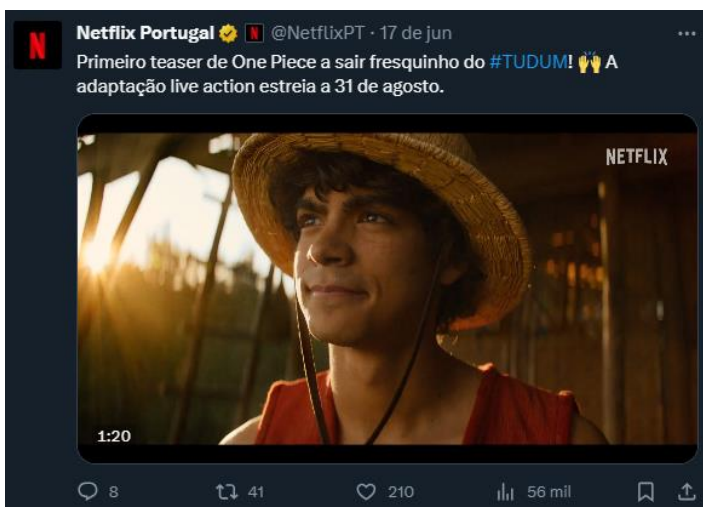 Netflix Portugal N @NetflixPT · 17 de jun
N
Primeiro teaser de One Piece a sair fresquinho do #TUDUM! 🙌 A
adaptação live action estreia a 31 de agosto.
NETFLIX
1:20
8 41 210 56 mil